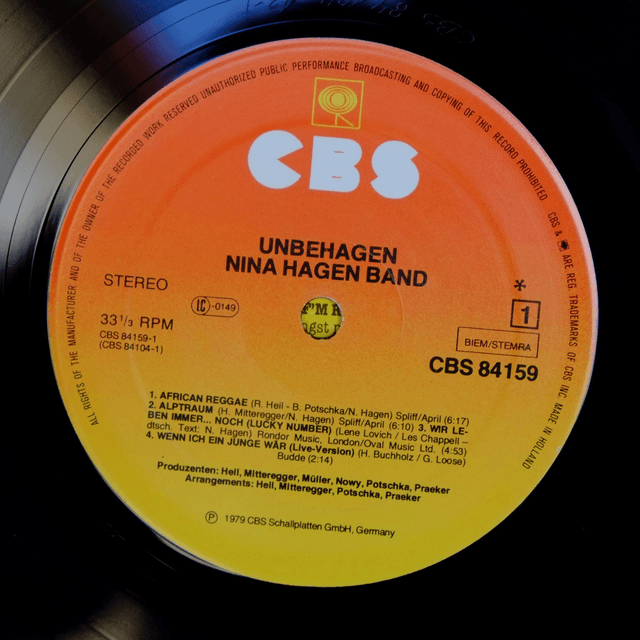 ALL RIGHTS OF THE MANUFACTURER AND OF THE OWNER OF THE RECORDED WORK RESERVED UNAUTHORIZED PUBLIC PERFORMANCE BROADCASTING AND COPYING OF THIS RECORD PROHIBITED. CBS & ARE REG. TRADEMARKS OF CBS INC. MADE IN HOLLAND
CBS
UNBEHAGEN
NINA HAGEN BAND
STEREO
LC-0149
33 1/3 RPM
CBS 84159-1
(CBS 84104-1)
*
1
BIEM/STEMRA
CBS 84159
1. AFRICAN REGGAE (R. Heil - B. Potschka/N. Hagen) Spliff/April (6:17)
2. ALPTRAUM (H. Mitteregger/N. Hagen) Spliff/April (6:10) 3. WIR LE-
BEN IMMER... NOCH (LUCKY NUMBER) (Lene Lovich / Les Chappell –
dtsch. Text: N. Hagen) Rondor Music, London/Oval Music Ltd. (4:53)
4. WENN ICH EIN JUNGE WÄR (Live-Version) (H. Buchholz / G. Loose)
Budde (2:14)
Produzenten: Heil, Mitteregger, Müller, Nowy, Potschka, Praeker
Arrangements: Heil, Mitteregger, Potschka, Praeker
℗ 1979 CBS Schallplatten GmbH, Germany